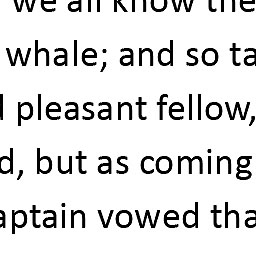 we all know the
whale; and so ta
d pleasant fellow,
d, but as coming
aptain vowed tha